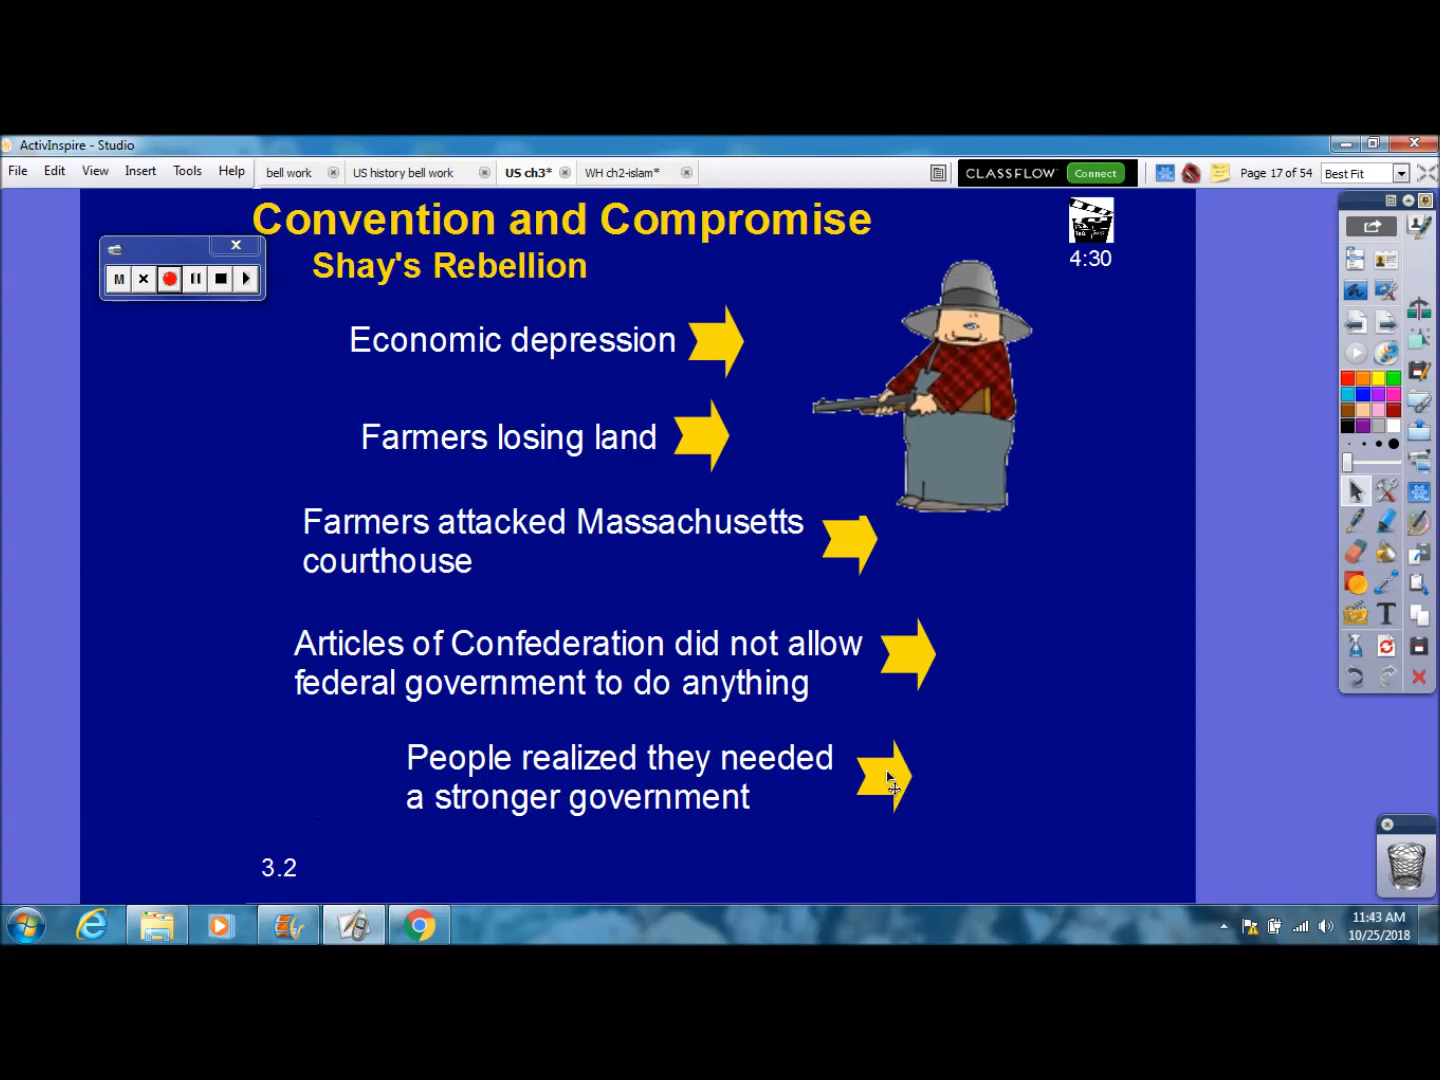 ActivInspire - Studio
File Edit View Insert Tools Help
bell work
US history bell work
US ch3*
WH ch2-islam*
CLASSFLOW Connect
Page 17 of 54
Best Fit
Convention and Compromise
Shay's Rebellion
4:30
M
Economic depression
Farmers losing land
Farmers attacked Massachusetts
courthouse
Articles of Confederation did not allow
federal government to do anything
People realized they needed
a stronger government
3.2
11:43 AM
10/25/2018